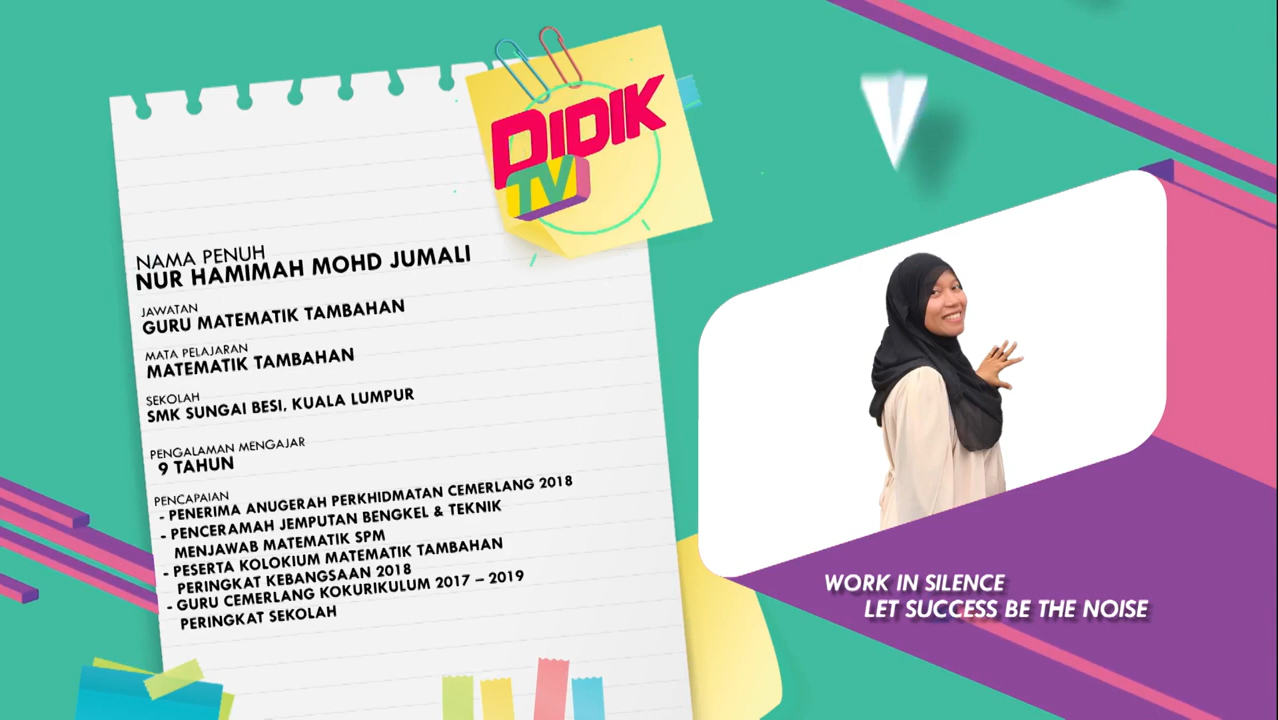 DIDIK
TV
NAMA PENUH
NUR HAMIMAH MOHD JUMALI
JAWATAN
GURU MATEMATIK TAMBAHAN
MATA PELAJARAN
MATEMATIK TAMBAHAN
SEKOLAH
SMK SUNGAI BESI, KUALA LUMPUR
PENGALAMAN MENGAJAR
9 TAHUN
PENCAPAIAN
- PENERIMA ANUGERAH PERKHIDMATAN CEMERLANG 2018
- PENCERAMAH JEMPUTAN BENGKEL & TEKNIK
MENJAWAB MATEMATIK SPM
- PESERTA KOLOKIUM MATEMATIK TAMBAHAN
PERINGKAT KEBANGSAAN 2018
- GURU CEMERLANG KOKURIKULUM 2017 – 2019
PERINGKAT SEKOLAH
WORK IN SILENCE
LET SUCCESS BE THE NOISE